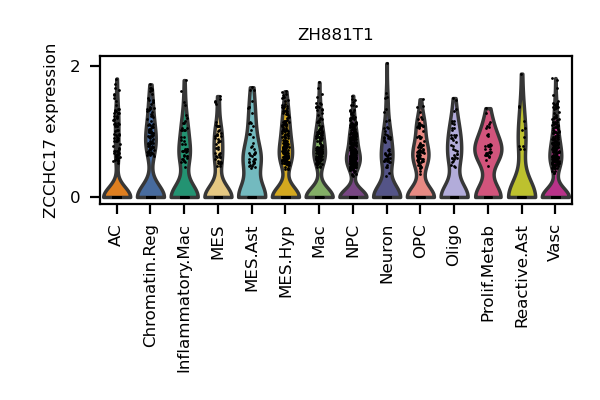 ZH881T1
ZCCHC17 expression
2
0
AC
Chromatin.Reg
Inflammatory.Mac
MES
MES.Ast
MES.Hyp
Mac
NPC
Neuron
OPC
Oligo
Prolif.Metab
Reactive.Ast
Vasc